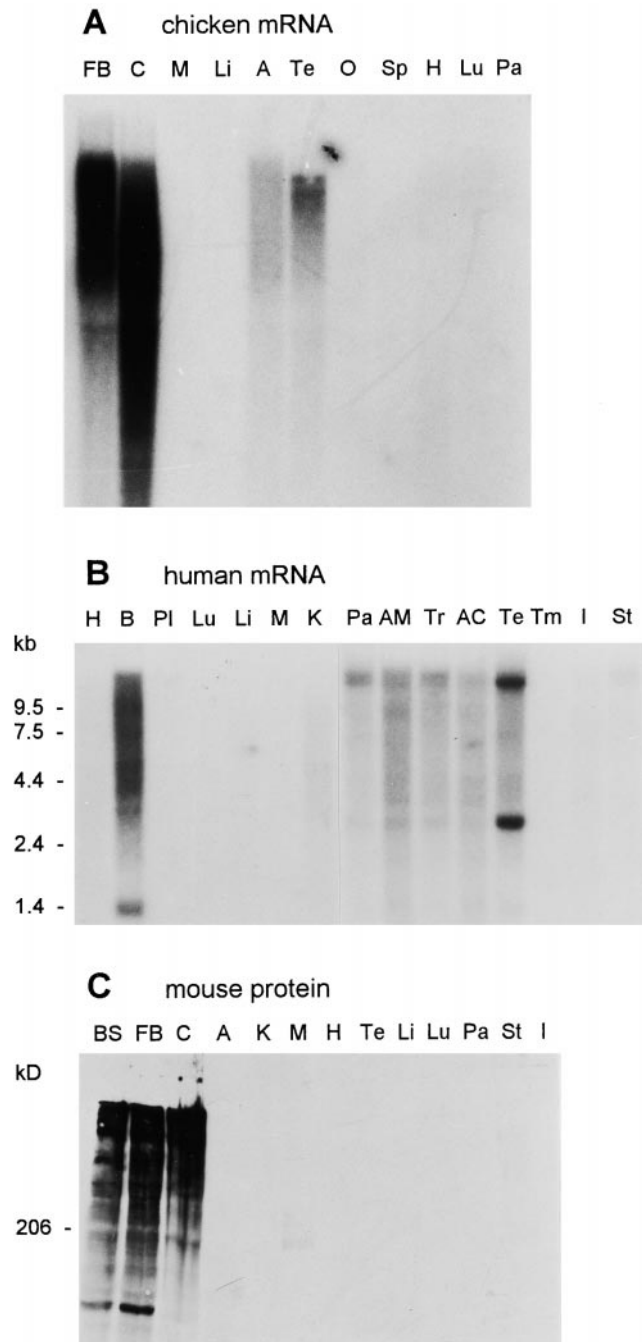 A chicken mRNA
FB C M Li A Te O Sp H Lu Pa
B human mRNA
H B Pl Lu Li M K Pa AM Tr AC Te Tm I St
kb
9.5 -
7.5 -
4.4 -
2.4 -
1.4 -
C mouse protein
BS FB C A K M H Te Li Lu Pa St I
kD
206 -